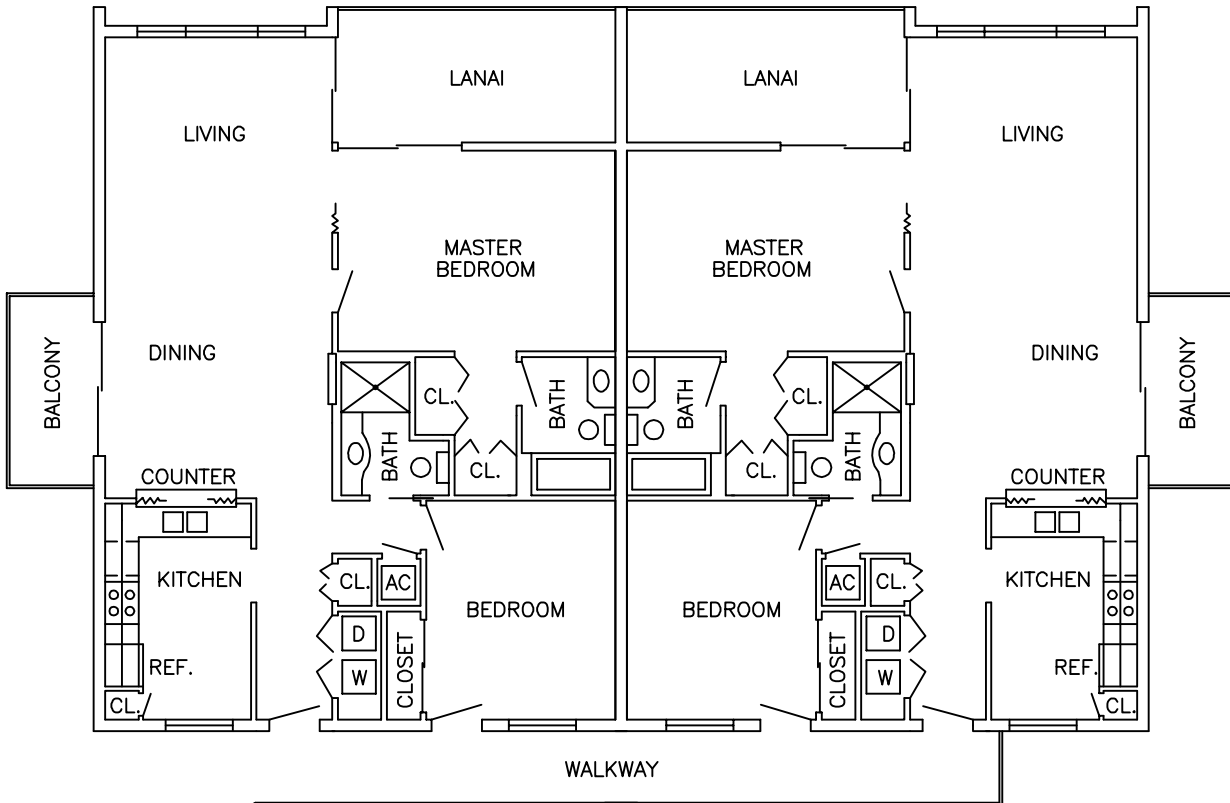 LANAI
LANAI
LIVING
LIVING
MASTER
BEDROOM
MASTER
BEDROOM
BALCONY
DINING
DINING
BALCONY
CL.
BATH
BATH
CL.
BATH
CL.
CL.
BATH
COUNTER
COUNTER
KITCHEN
CL.
AC
BEDROOM
BEDROOM
AC
CL.
KITCHEN
D
D
REF.
W
CLOSET
CLOSET
W
REF.
CL.
CL.
WALKWAY